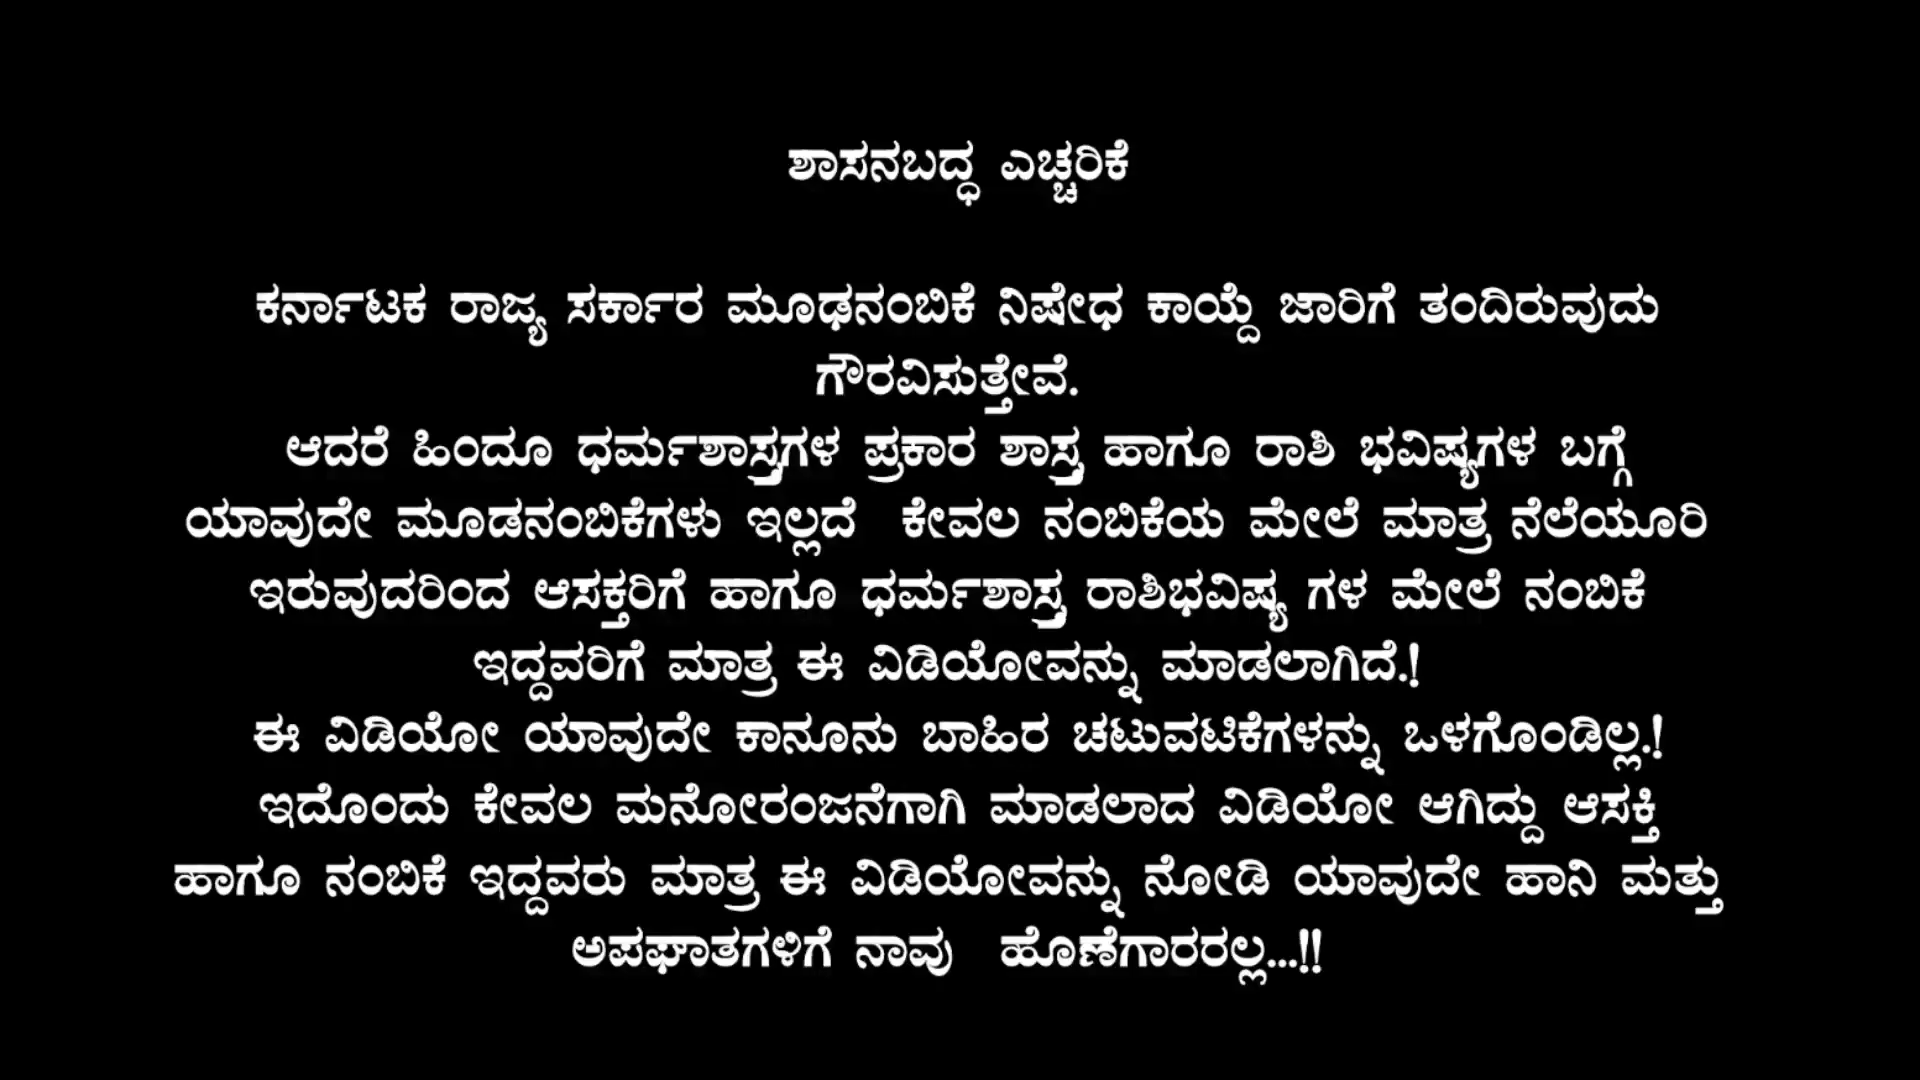 ಶಾಸನಬದ್ಧ ಎಚ್ಚರಿಕೆ
ಕರ್ನಾಟಕ ರಾಜ್ಯ ಸರ್ಕಾರ ಮೂಢನಂಬಿಕೆ ನಿಷೇಧ ಕಾಯ್ದೆ ಜಾರಿಗೆ ತಂದಿರುವುದು
ಗೌರವಿಸುತ್ತೇವೆ.
ಆದರೆ ಹಿಂದೂ ಧರ್ಮಶಾಸ್ತ್ರಗಳ ಪ್ರಕಾರ ಶಾಸ್ತ್ರ ಹಾಗೂ ರಾಶಿ ಭವಿಷ್ಯಗಳ ಬಗ್ಗೆ
ಯಾವುದೇ ಮೂಡನಂಬಿಕೆಗಳು ಇಲ್ಲದೆ ಕೇವಲ ನಂಬಿಕೆಯ ಮೇಲೆ ಮಾತ್ರ ನೆಲೆಯೂರಿ
ಇರುವುದರಿಂದ ಆಸಕ್ತರಿಗೆ ಹಾಗೂ ಧರ್ಮಶಾಸ್ತ್ರ ರಾಶಿಭವಿಷ್ಯ ಗಳ ಮೇಲೆ ನಂಬಿಕೆ
ಇದ್ದವರಿಗೆ ಮಾತ್ರ ಈ ವಿಡಿಯೋವನ್ನು ಮಾಡಲಾಗಿದೆ.!
ಈ ವಿಡಿಯೋ ಯಾವುದೇ ಕಾನೂನು ಬಾಹಿರ ಚಟುವಟಿಕೆಗಳನ್ನು ಒಳಗೊಂಡಿಲ್ಲ.!
ಇದೊಂದು ಕೇವಲ ಮನೋರಂಜನೆಗಾಗಿ ಮಾಡಲಾದ ವಿಡಿಯೋ ಆಗಿದ್ದು ಆಸಕ್ತಿ
ಹಾಗೂ ನಂಬಿಕೆ ಇದ್ದವರು ಮಾತ್ರ ಈ ವಿಡಿಯೋವನ್ನು ನೋಡಿ ಯಾವುದೇ ಹಾನಿ ಮತ್ತು
ಅಪಘಾತಗಳಿಗೆ ನಾವು ಹೊಣೆಗಾರರಲ್ಲ...!!